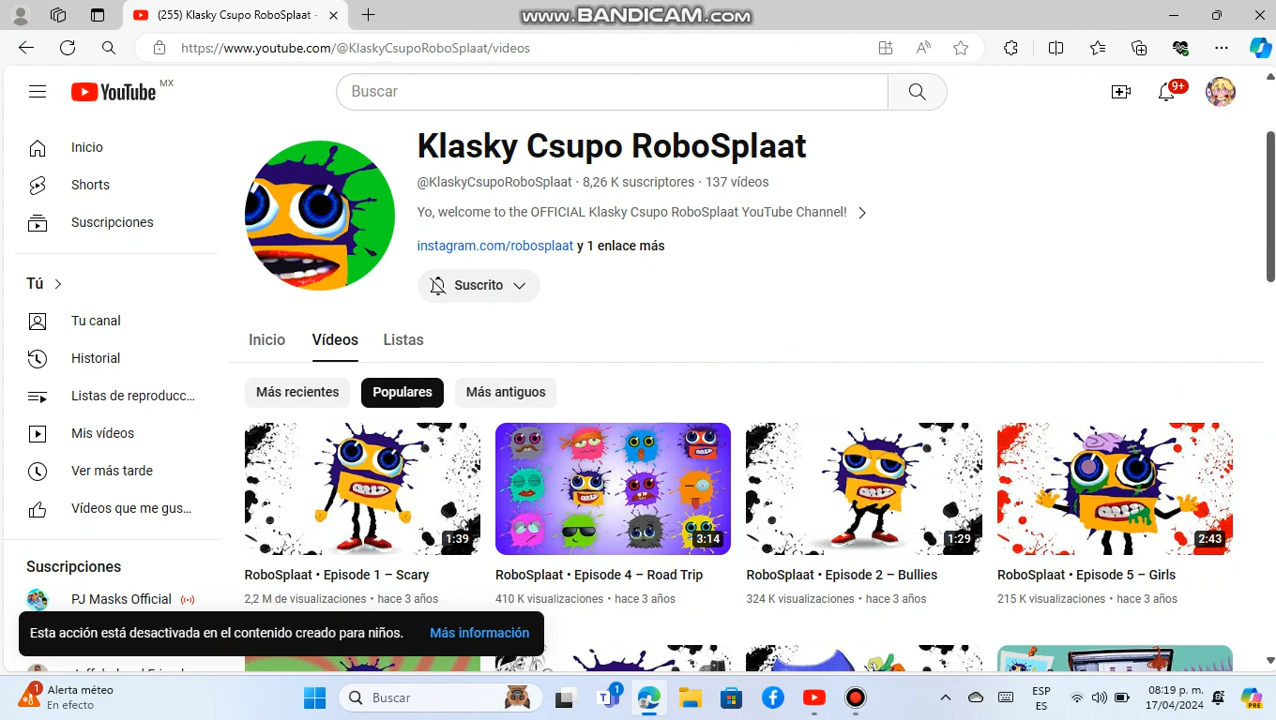 (255) Klasky Csupo RoboSplaat -
www.BANDICAM.com
https://www.youtube.com/@KlaskyCsupoRoboSplaat/videos
YouTube MX
Buscar
9+
Inicio
Shorts
Suscripciones
Tú
Tu canal
Historial
Listas de reproducc...
Mis vídeos
Ver más tarde
Vídeos que me gus...
Suscripciones
PJ Masks Official
Klasky Csupo RoboSplaat
@KlaskyCsupoRoboSplaat · 8,26 K suscriptores · 137 vídeos
Yo, welcome to the OFFICIAL Klasky Csupo RoboSplaat YouTube Channel!
instagram.com/robosplaat y 1 enlace más
Suscrito
Inicio Vídeos Listas
Más recientes Populares Más antiguos
1:39 3:14 1:29 2:43
RoboSplaat • Episode 1 – Scary
2,2 M de visualizaciones · hace 3 años
RoboSplaat • Episode 4 – Road Trip
410 K visualizaciones · hace 3 años
RoboSplaat • Episode 2 – Bullies
324 K visualizaciones · hace 3 años
RoboSplaat • Episode 5 – Girls
215 K visualizaciones · hace 3 años
Esta acción está desactivada en el contenido creado para niños. Más información
1
Alerta méteo
En efecto
Buscar
1
ESP
ES
08:19 p. m.
17/04/2024
PRE